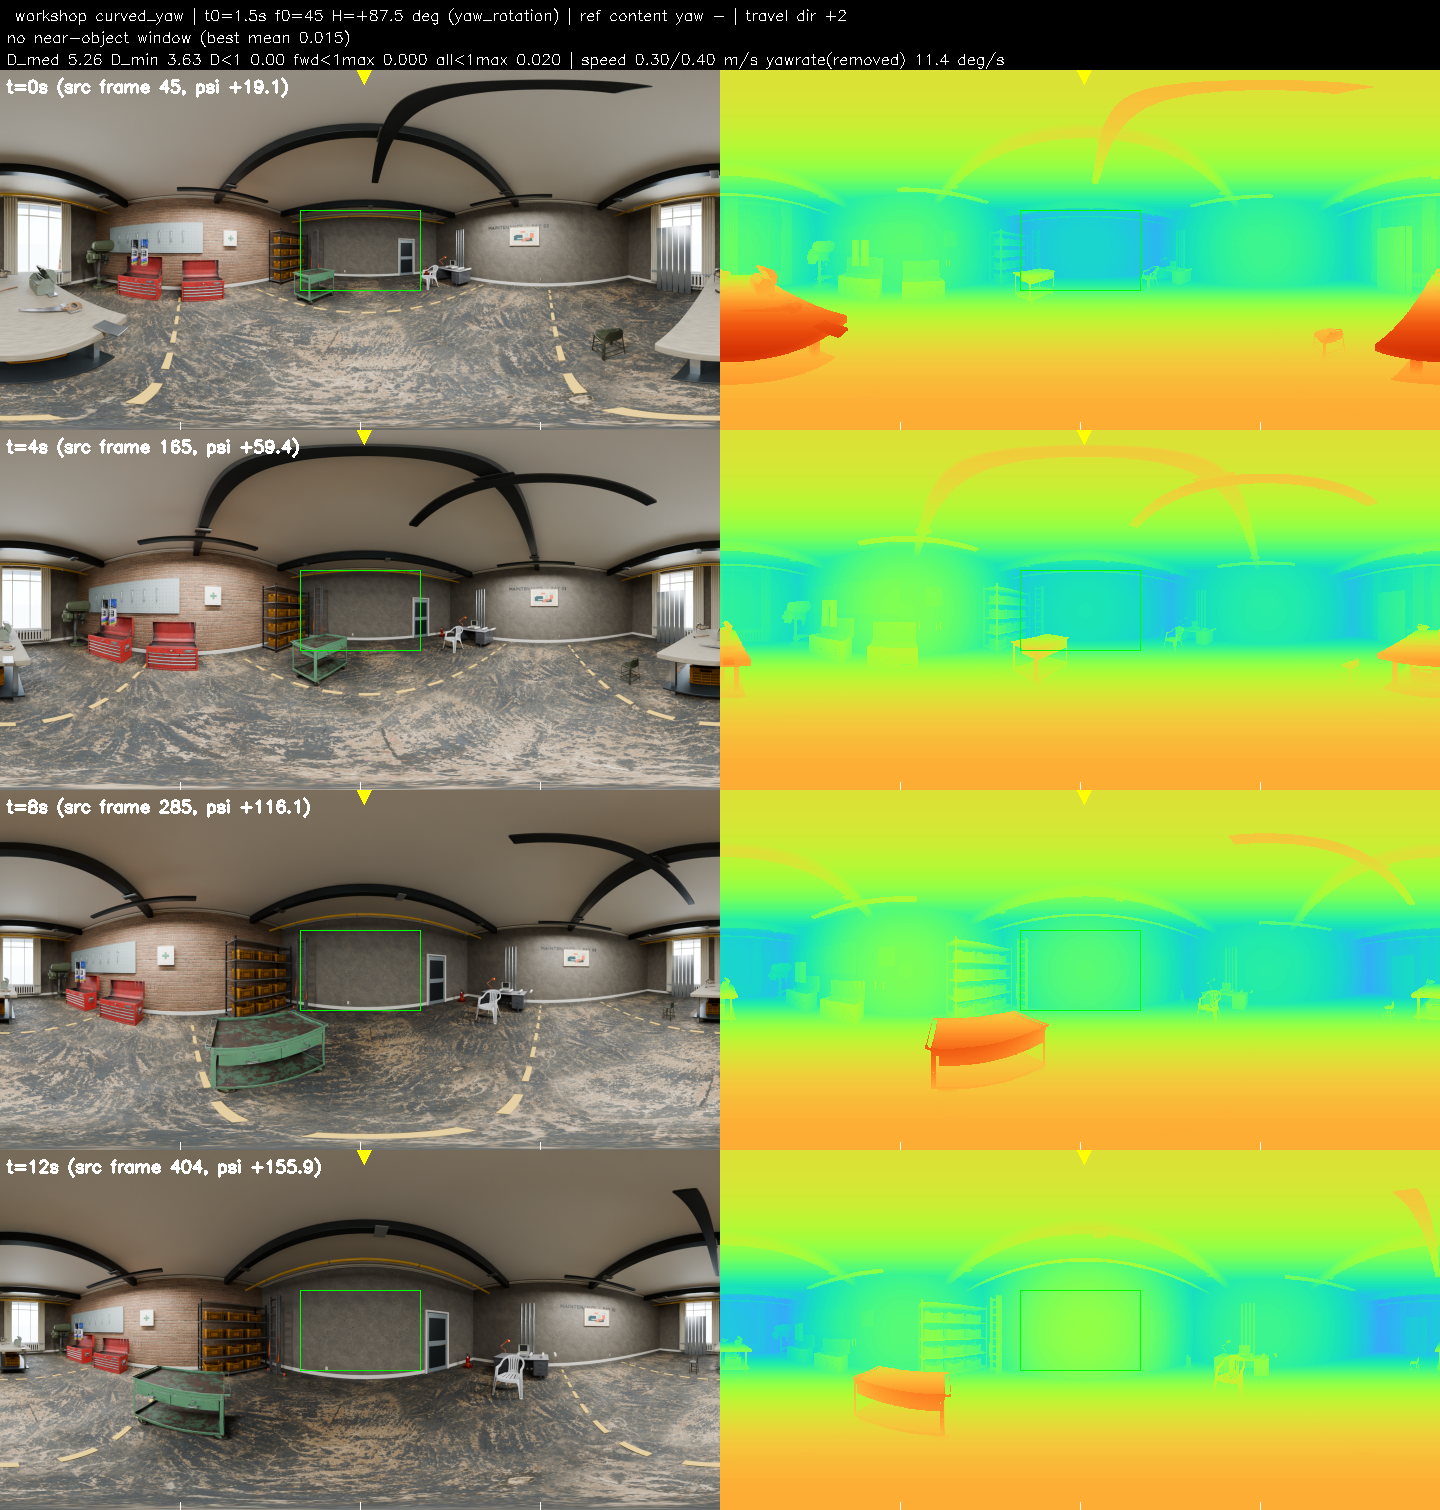 workshop curved_yaw | t0=1.5s f0=45 H=+87.5 deg (yaw_rotation) | ref content yaw − | travel dir +2
no near−object window (best mean 0.015)
D_med 5.26 D_min 3.63 D<1 0.00 fwd<1max 0.000 all<1max 0.020 | speed 0.30/0.40 m/s yawrate(removed) 11.4 deg/s
t=0s (src frame 45, psi +19.1)
t=4s (src frame 165, psi +59.4)
t=8s (src frame 285, psi +116.1)
t=12s (src frame 404, psi +155.9)